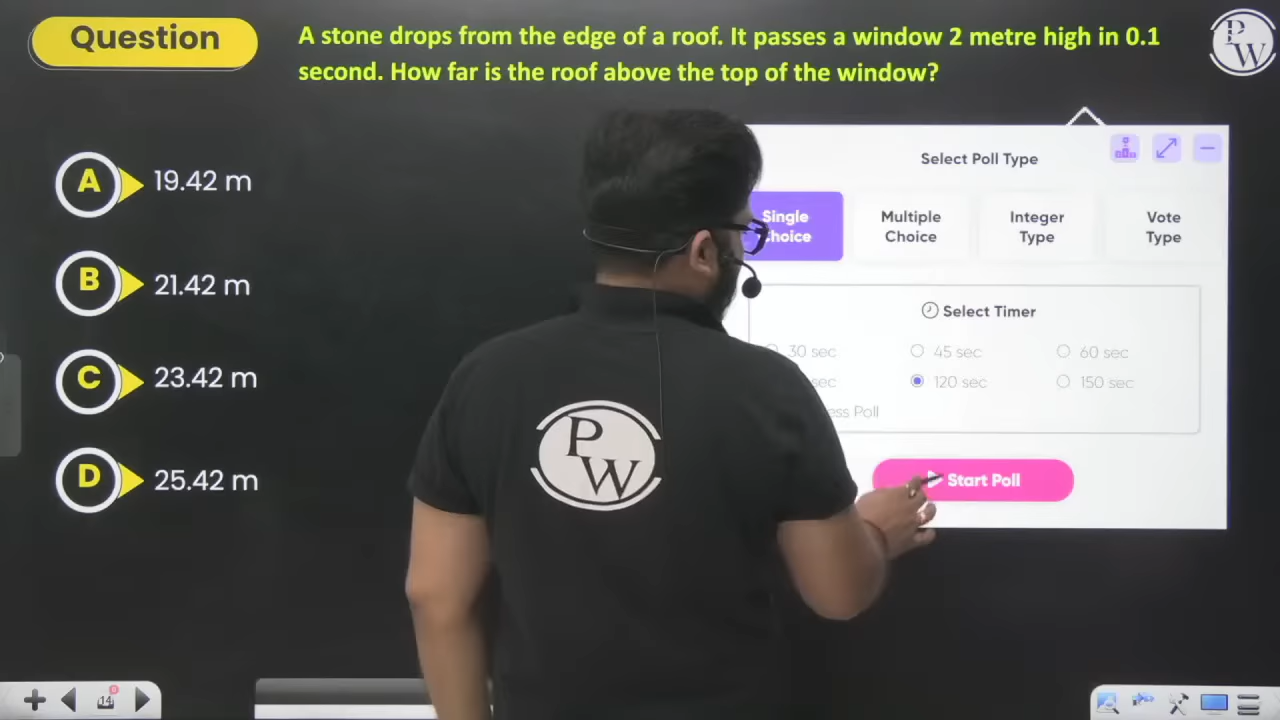 Question
A stone drops from the edge of a roof. It passes a window 2 metre high in 0.1
second. How far is the roof above the top of the window?
P
W
A
19.42 m
B
21.42 m
C
23.42 m
D
25.42 m
Select Poll Type
Single
Choice
Multiple
Choice
Integer
Type
Vote
Type
Select Timer
30 sec
45 sec
60 sec
sec
120 sec
150 sec
Poll
Start Poll
P
W
14